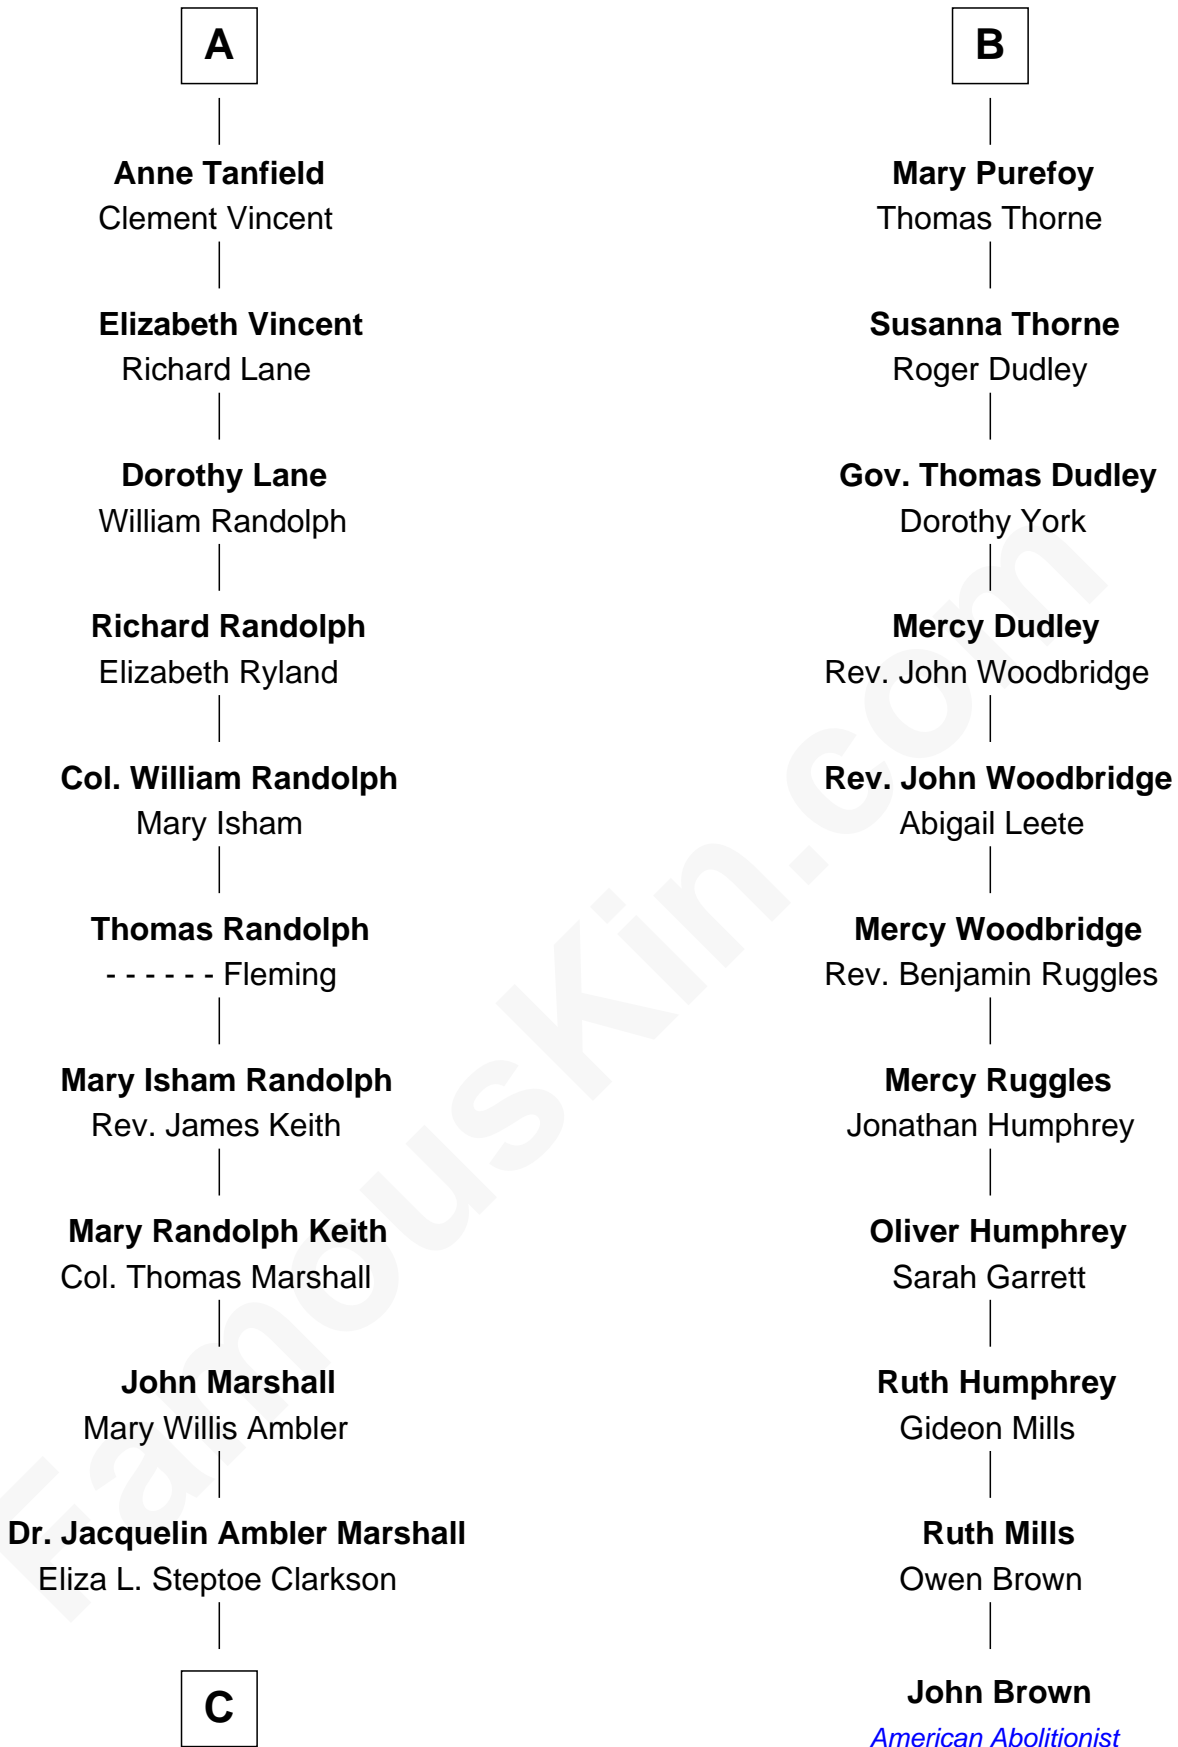 A
Anne Tanfield
Clement Vincent
Elizabeth Vincent
Richard Lane
Dorothy Lane
William Randolph
Richard Randolph
Elizabeth Ryland
Col. William Randolph
Mary Isham
Thomas Randolph
- - - - - - Fleming
Mary Isham Randolph
Rev. James Keith
Mary Randolph Keith
Col. Thomas Marshall
John Marshall
Mary Willis Ambler
Dr. Jacquelin Ambler Marshall
Eliza L. Steptoe Clarkson
C
B
Mary Purefoy
Thomas Thorne
Susanna Thorne
Roger Dudley
Gov. Thomas Dudley
Dorothy York
Mercy Dudley
Rev. John Woodbridge
Rev. John Woodbridge
Abigail Leete
Mercy Woodbridge
Rev. Benjamin Ruggles
Mercy Ruggles
Jonathan Humphrey
Oliver Humphrey
Sarah Garrett
Ruth Humphrey
Gideon Mills
Ruth Mills
Owen Brown
John Brown
American Abolitionist
FamousKin.com